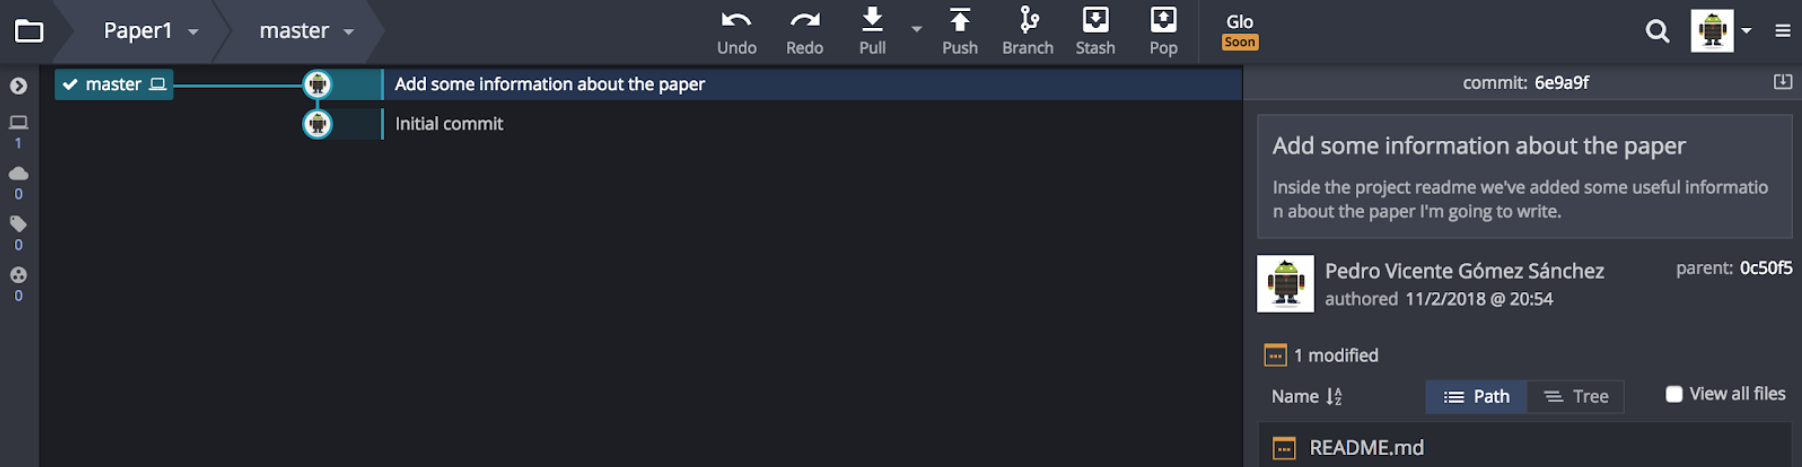 Paper1
master
Undo
Redo
Pull
Push
Branch
Stash
Pop
Glo
Soon
master
Add some information about the paper
Initial commit
1
0
0
0
commit: 6e9a9f
Add some information about the paper
Inside the project readme we've added some useful informatio
n about the paper I'm going to write.
Pedro Vicente Gómez Sánchez
authored 11/2/2018 @ 20:54
parent: 0c50f5
1 modified
Name
Path
Tree
View all files
README.md